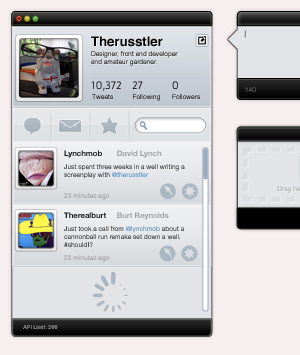 Therusstler
Designer, front end developer
and amateur gardener.
10,372 27 0
Tweets Following Followers
Lynchmob David Lynch
Just spent three weeks in a well writing a
screenplay with @therusstler
23 minutes ago
Therealburt Burt Reynolds
Just took a call from @lynchmob about a
cannonball run remake set down a well.
#shouldI?
23 minutes ago
API Limit: 266
140
Drag he